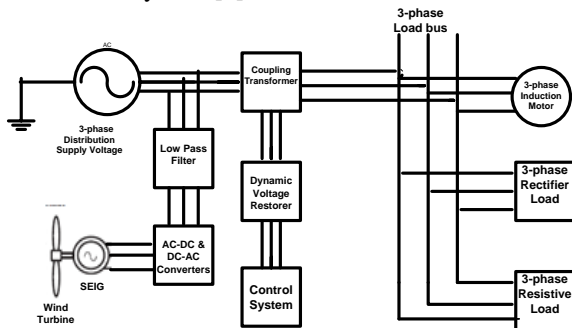 3-phase
Load bus
AC
Coupling
Transformer
3-phase
Induction
Motor
3-phase
Distribution
Supply Voltage
Low Pass
Filter
Dynamic
Voltage
Restorer
3-phase
Rectifier
Load
AC-DC &
DC-AC
Converters
SEIG
Wind
Turbine
Control
System
3-phase
Resistive
Load